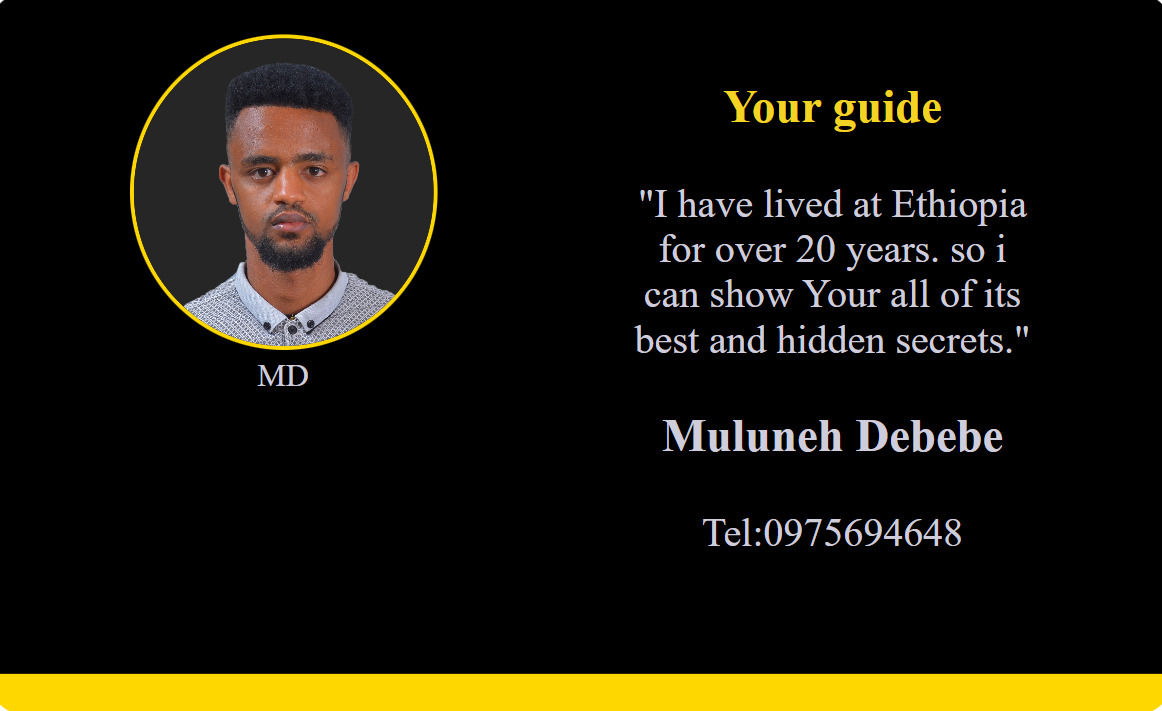 MD
Your guide
"I have lived at Ethiopia
for over 20 years. so i
can show Your all of its
best and hidden secrets."
Muluneh Debebe
Tel:0975694648